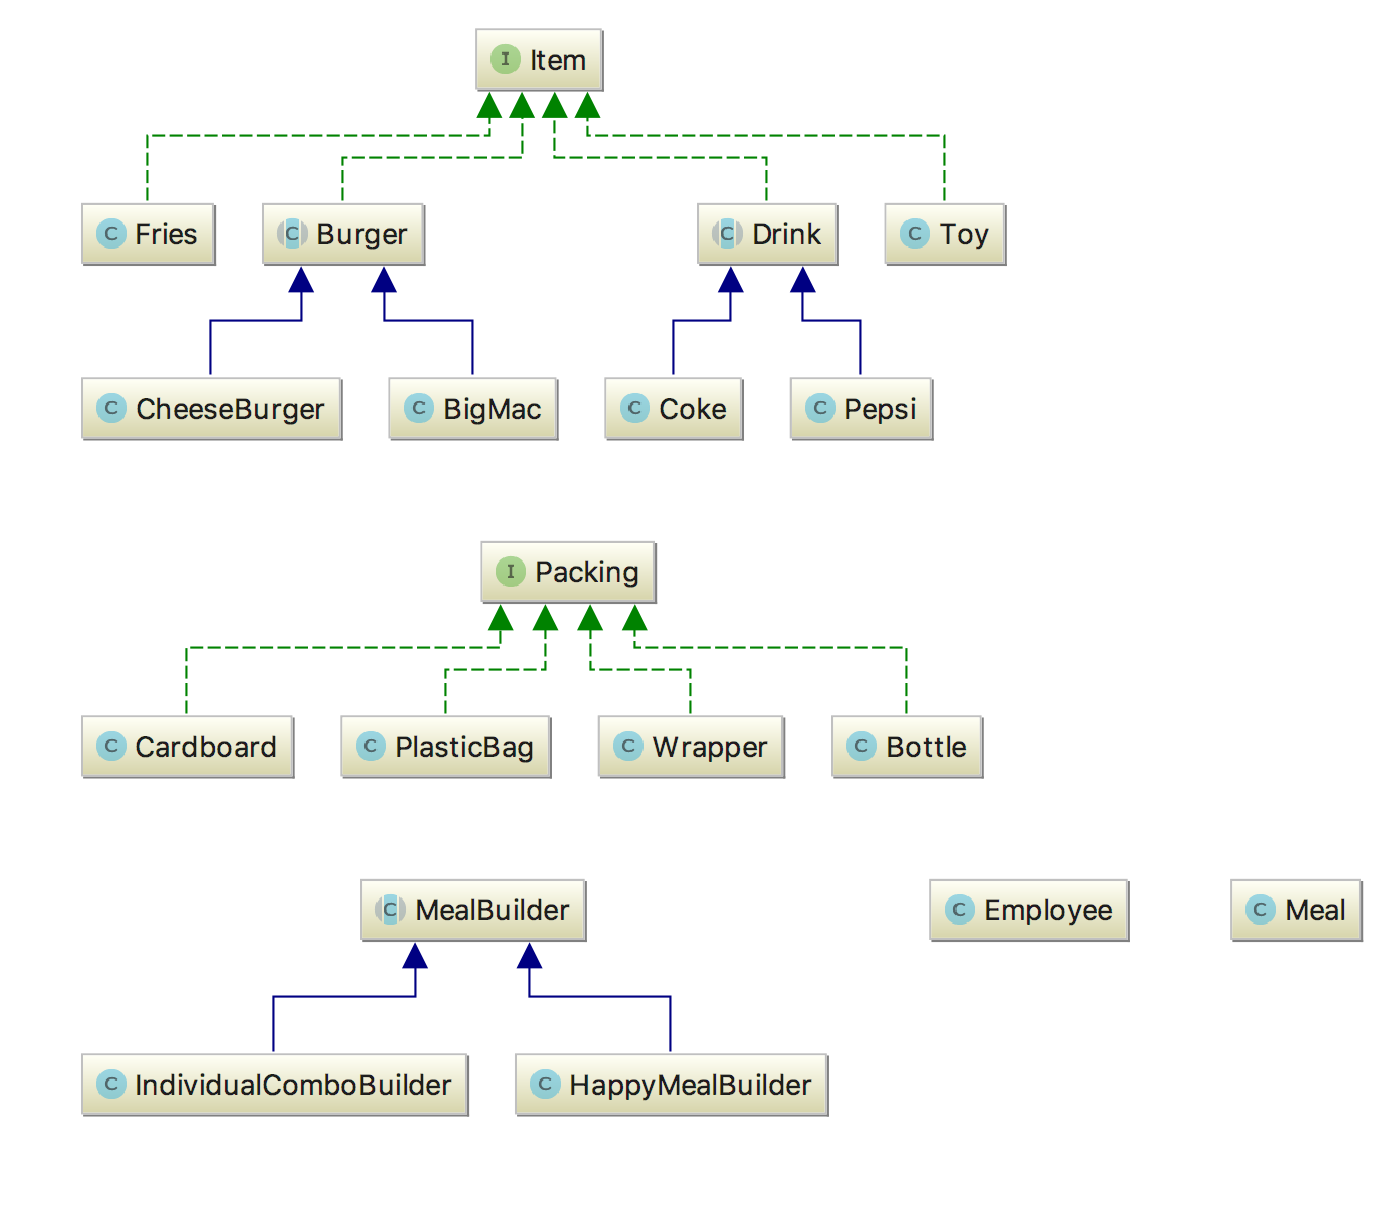 I Item
C Fries
C Burger
C Drink
C Toy
C CheeseBurger
C BigMac
C Coke
C Pepsi
I Packing
C Cardboard
C PlasticBag
C Wrapper
C Bottle
C MealBuilder
C Employee
C Meal
C IndividualComboBuilder
C HappyMealBuilder